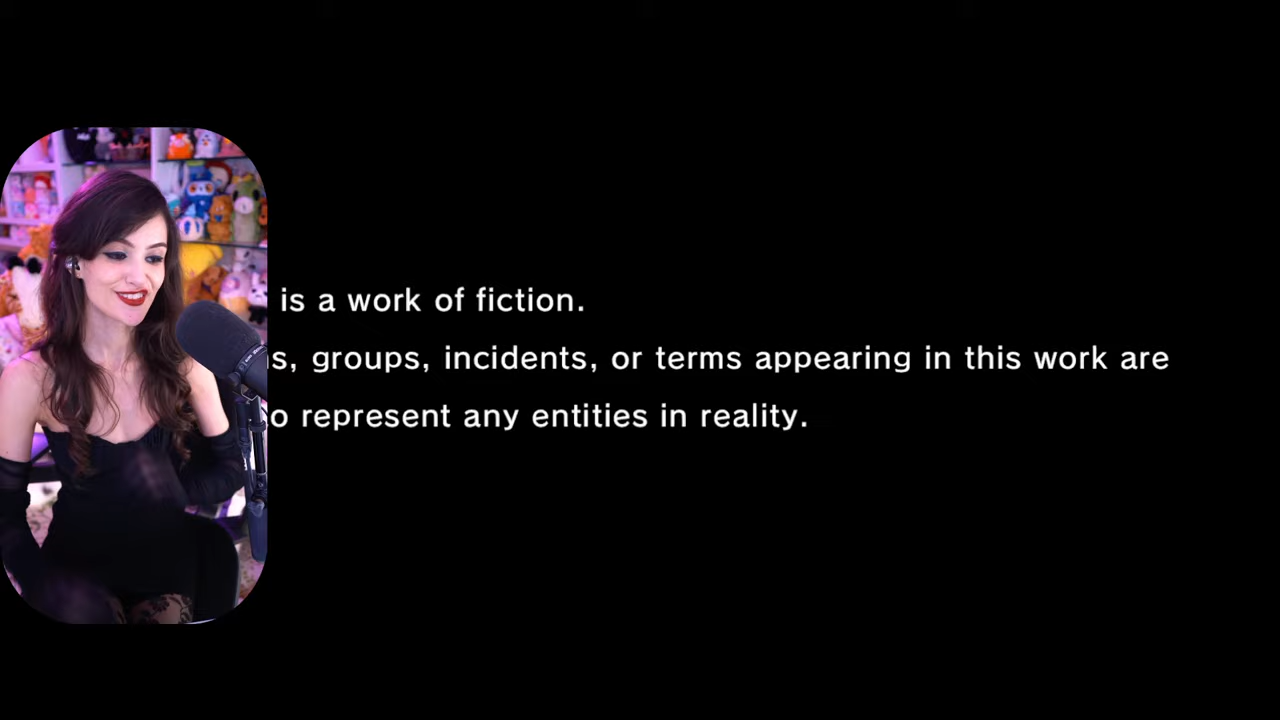 is a work of fiction.
groups, incidents, or terms appearing in this work are
represent any entities in reality.